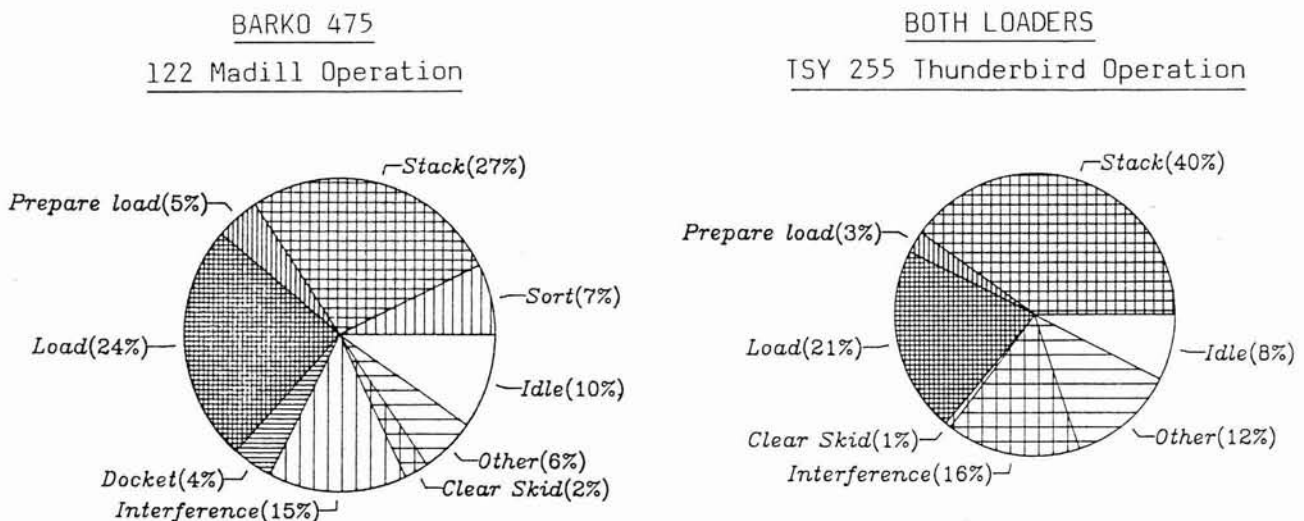 BARKO 475
122 Madill Operation
Stack(27%)
Prepare load(5%)
Sort(7%)
Load(24%)
Idle(10%)
Other(6%)
Docket(4%)
Clear Skid(2%)
Interference(15%)
BOTH LOADERS
TSY 255 Thunderbird Operation
Stack(40%)
Prepare load(3%)
Load(21%)
Idle(8%)
Clear Skid(1%)
Other(12%)
Interference(16%)